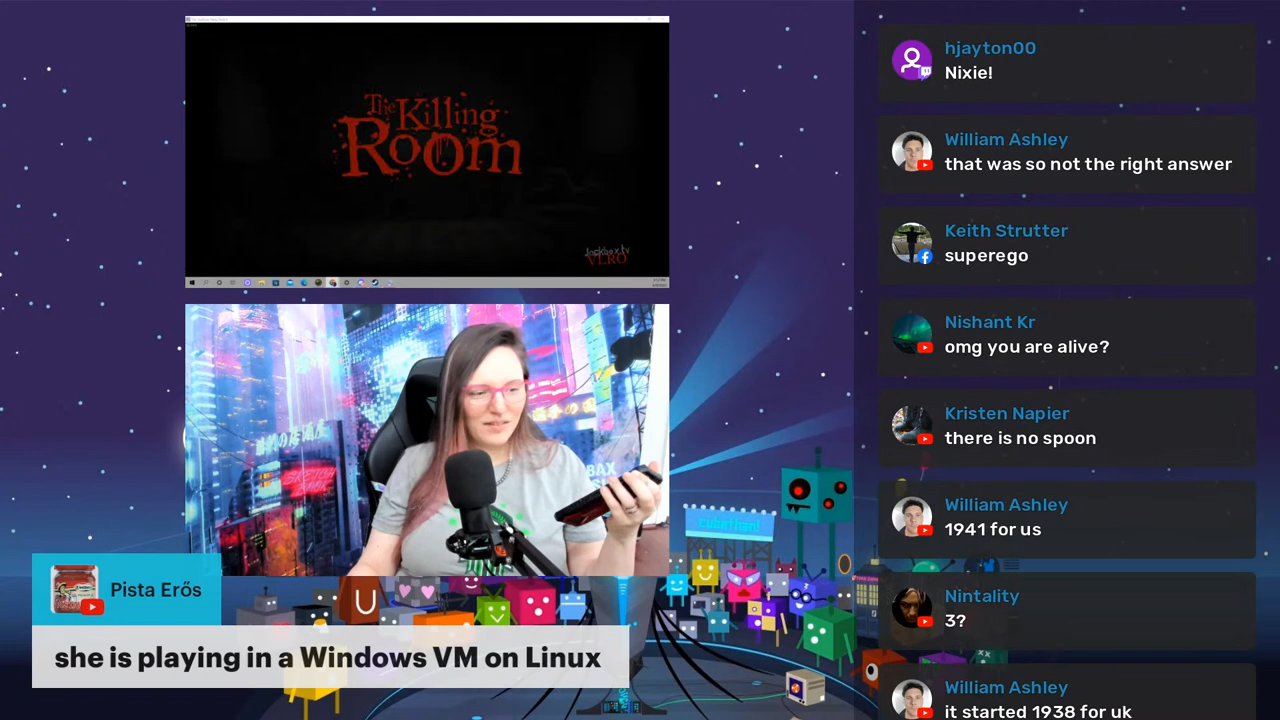 The Killing
Room
Jackbox.tv
VLRO
BAX
cubethon!
hjayton00
Nixie!
William Ashley
that was so not the right answer
Keith Strutter
superego
Nishant Kr
omg you are alive?
Kristen Napier
there is no spoon
William Ashley
1941 for us
Nintality
3?
William Ashley
it started 1938 for uk
Pista Erős
she is playing in a Windows VM on Linux